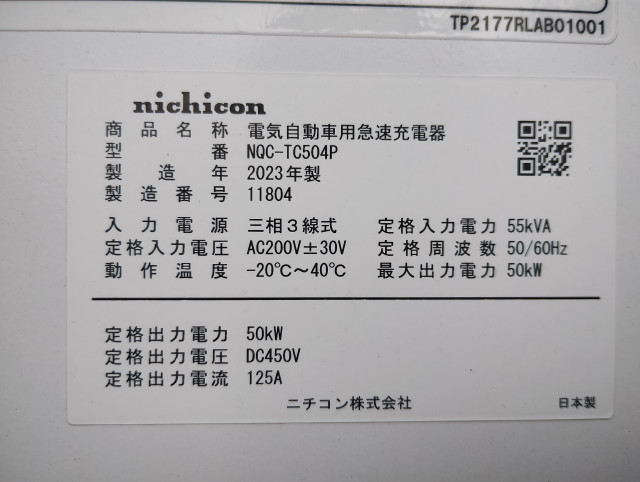 TP2177RLAB01001
nichicon
商品名称 電気自動車用急速充電器
型番 NQC-TC504P
製造年 2023年製
製造番号 11804
入力電源 三相3線式 定格入力電力 55kVA
定格入力電圧 AC200V±30V 定格周波数 50/60Hz
動作温度 -20℃～40℃ 最大出力電力 50kW
定格出力電力 50kW
定格出力電圧 DC450V
定格出力電流 125A
ニチコン株式会社 日本製